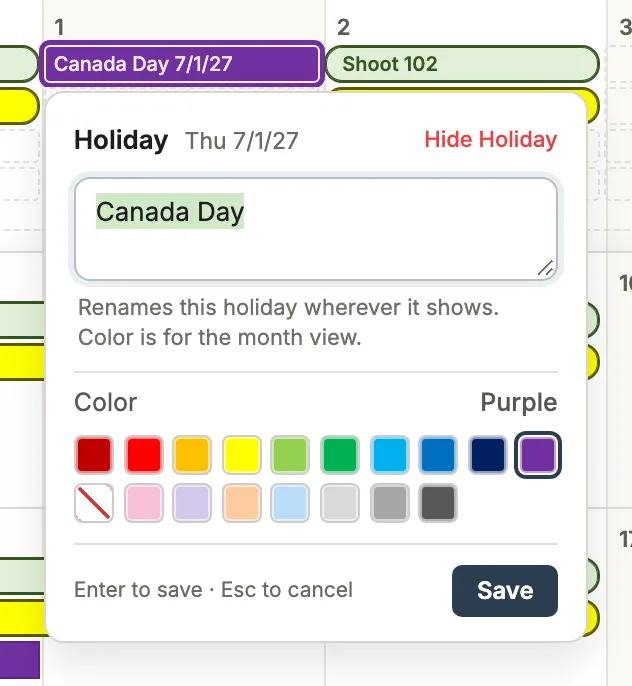 1
2
3
Canada Day 7/1/27
Shoot 102
Holiday Thu 7/1/27
Hide Holiday
Canada Day
Renames this holiday wherever it shows.
Color is for the month view.
Color
Purple
Enter to save · Esc to cancel
Save